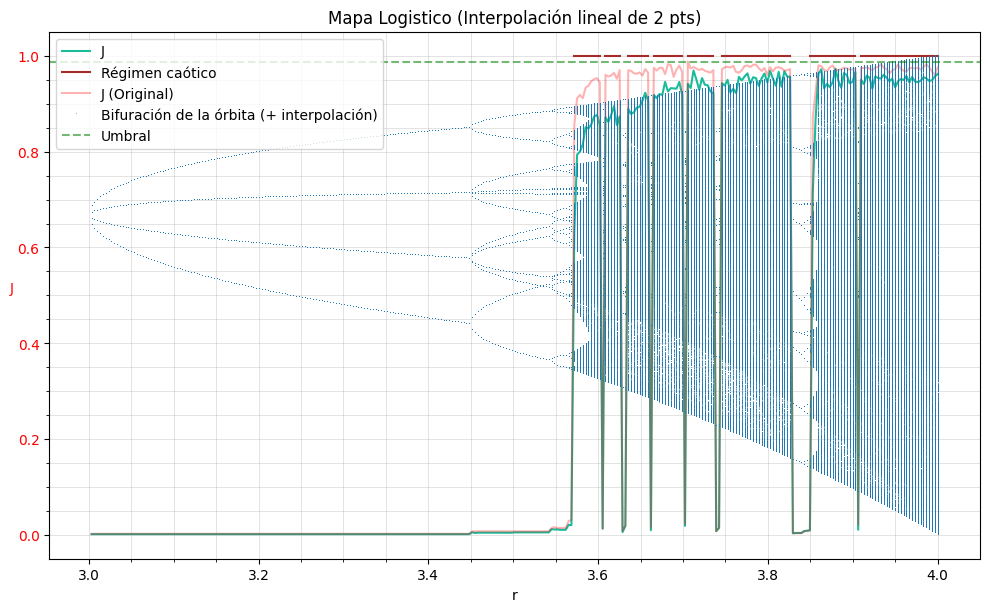 Mapa Logistico (Interpolación lineal de 2 pts)
J
Régimen caótico
J (Original)
Bifuración de la órbita (+ interpolación)
Umbral
1.0
0.8
0.6
0.4
0.2
0.0
J
3.0 3.2 3.4 3.6 3.8 4.0
r